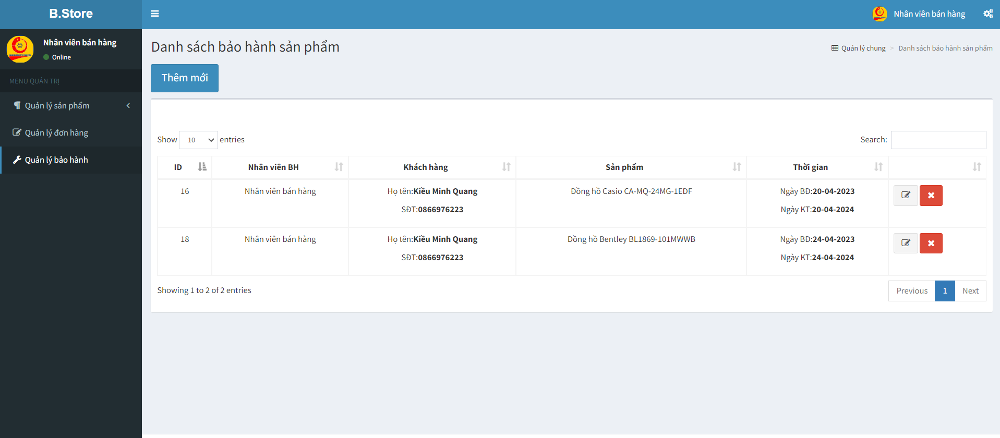 B.Store
Nhân viên bán hàng
Nhân viên bán hàng
Online
MENU QUẢN TRỊ
Quản lý sản phẩm
Quản lý đơn hàng
Quản lý bảo hành
Danh sách bảo hành sản phẩm
Quản lý chung > Danh sách bảo hành sản phẩm
Thêm mới
Show 10 entries
Search:
ID Nhân viên BH Khách hàng Sản phẩm Thời gian
16 Nhân viên bán hàng Họ tên:Kiều Minh Quang Đồng hồ Casio CA-MQ-24MG-1EDF Ngày BĐ:20-04-2023
SĐT:0866976223 Ngày KT:20-04-2024
18 Nhân viên bán hàng Họ tên:Kiều Minh Quang Đồng hồ Bentley BL1869-101MWWB Ngày BĐ:24-04-2023
SĐT:0866976223 Ngày KT:24-04-2024
Showing 1 to 2 of 2 entries
Previous 1 Next